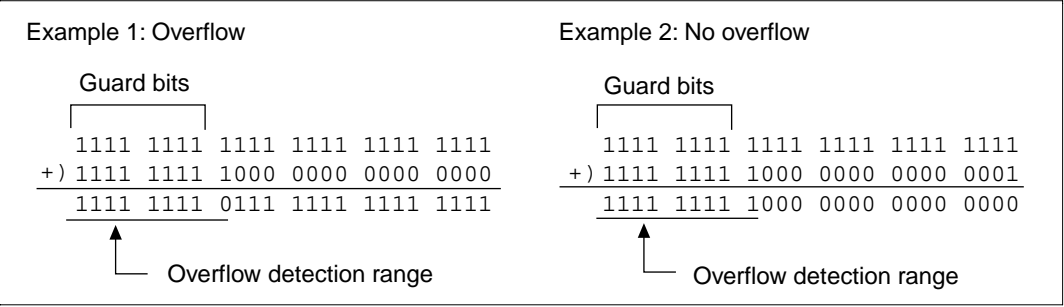 Example 1: Overflow
Guard bits
1111 1111 1111 1111 1111 1111
+) 1111 1111 1000 0000 0000 0000
1111 1111 0111 1111 1111 1111
Overflow detection range
Example 2: No overflow
Guard bits
1111 1111 1111 1111 1111 1111
+) 1111 1111 1000 0000 0000 0001
1111 1111 1000 0000 0000 0000
Overflow detection range